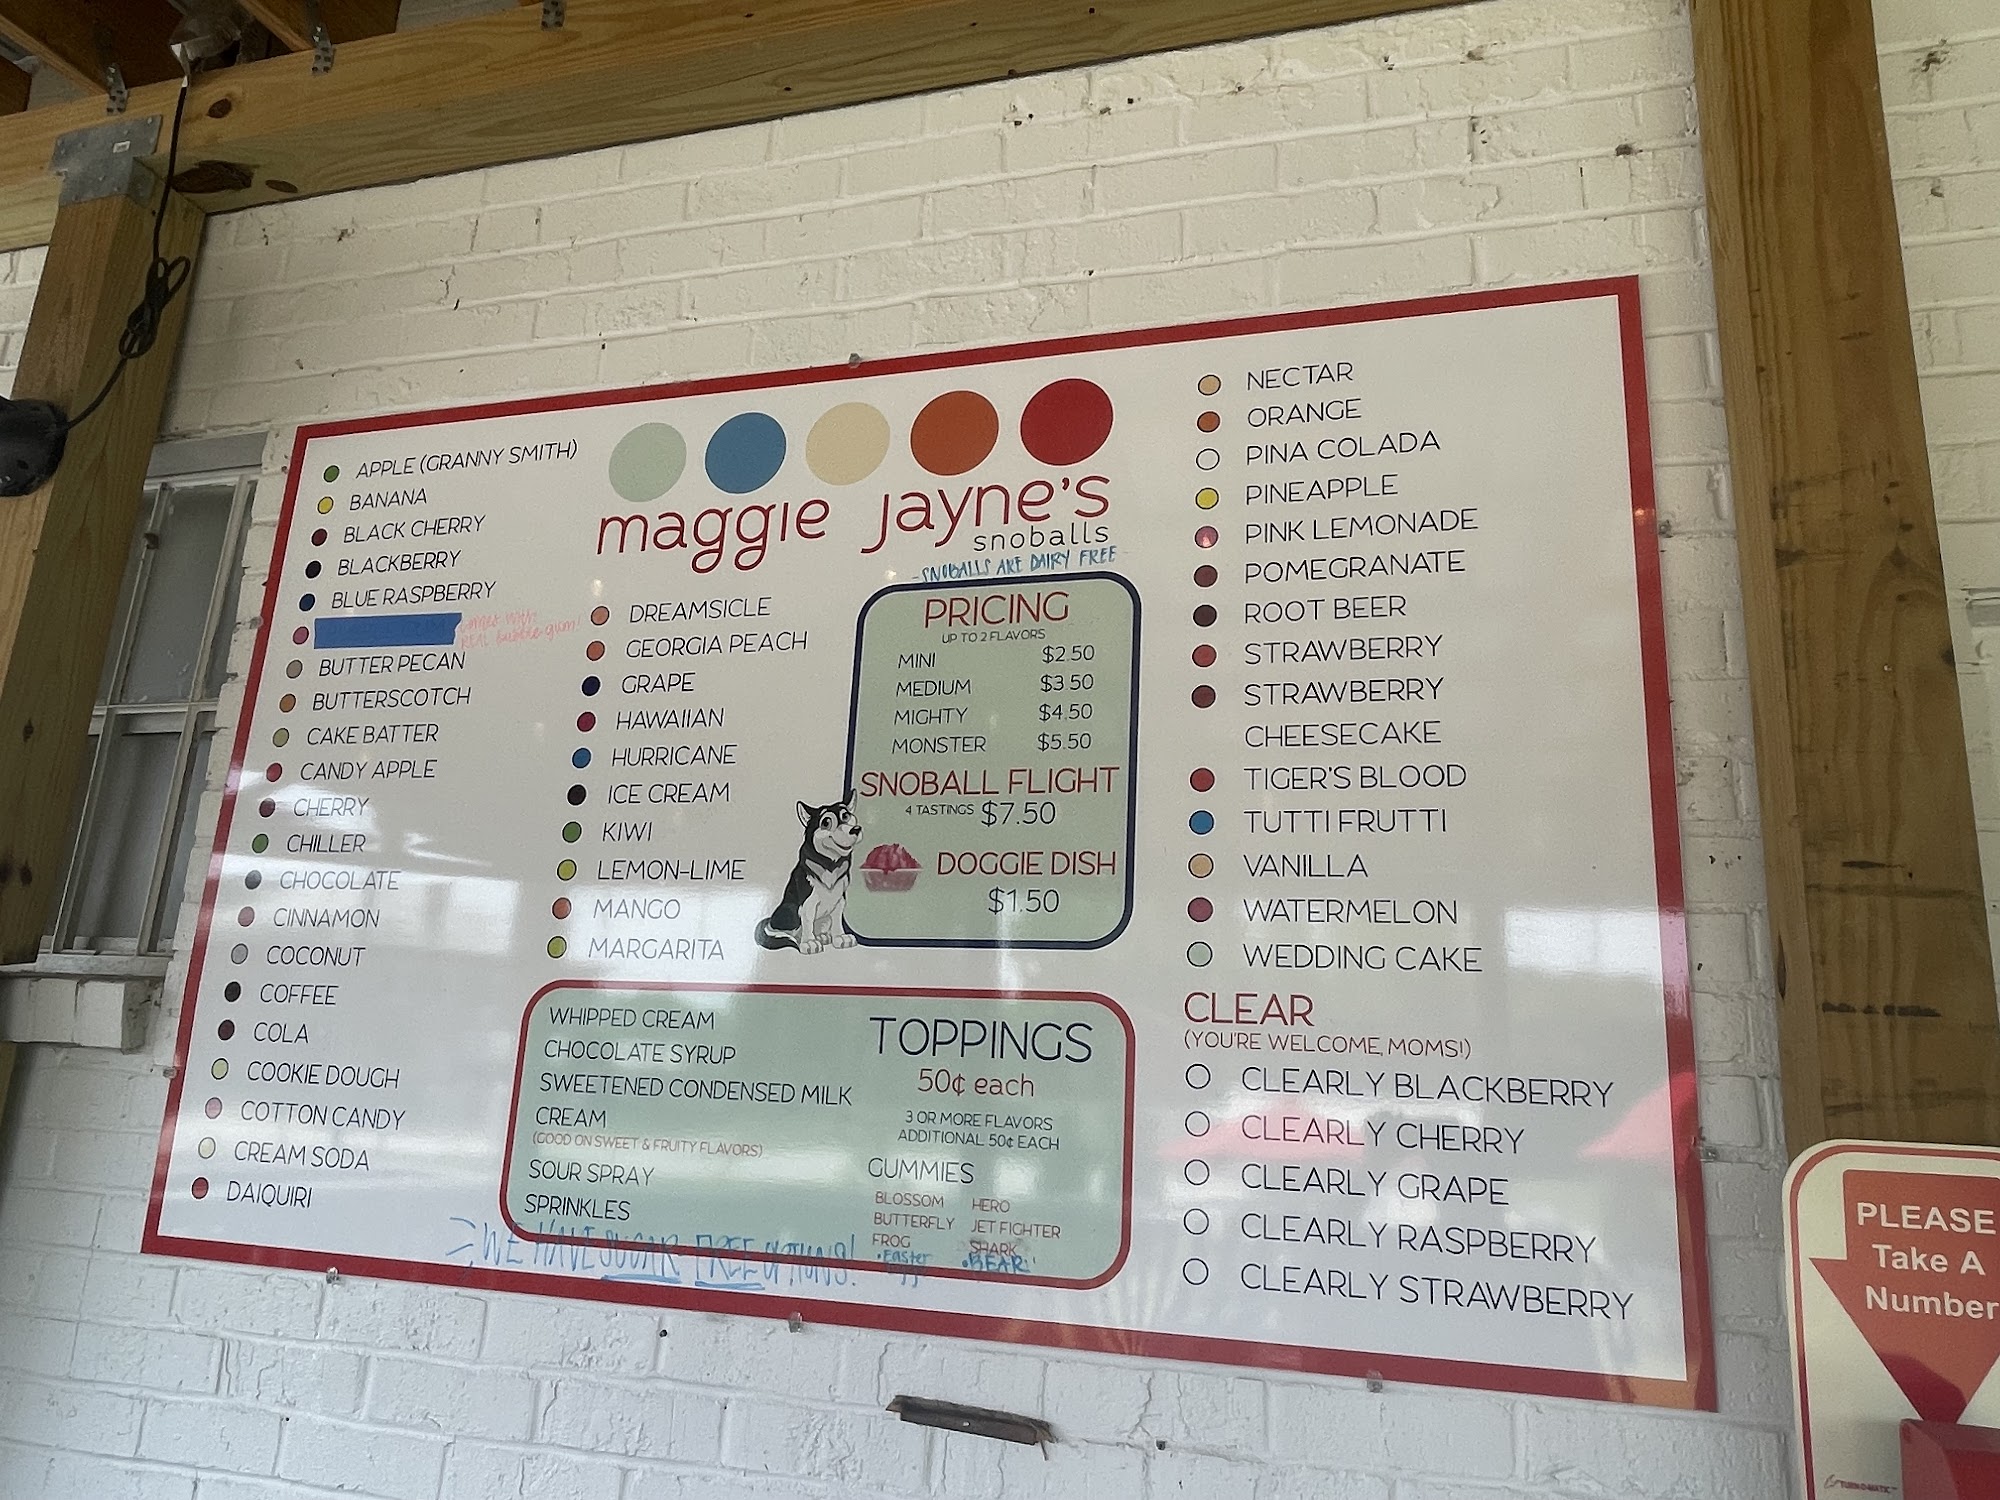 APPLE (GRANNY SMITH)
BANANA
BLACK CHERRY
BLACKBERRY
BLUE RASPBERRY
comes with
REAL bubble gum!
BUTTER PECAN
BUTTERSCOTCH
CAKE BATTER
CANDY APPLE
CHERRY
CHILLER
CHOCOLATE
CINNAMON
COCONUT
COFFEE
COLA
COOKIE DOUGH
COTTON CANDY
CREAM SODA
DAIQUIRI
maggie jayne's
snoballs
- SNOBALLS ARE DAIRY FREE
DREAMSICLE
GEORGIA PEACH
GRAPE
HAWAIIAN
HURRICANE
ICE CREAM
KIWI
LEMON-LIME
MANGO
MARGARITA
PRICING
UP TO 2 FLAVORS
MINI $2.50
MEDIUM $3.50
MIGHTY $4.50
MONSTER $5.50
SNOBALL FLIGHT
4 TASTINGS $7.50
DOGGIE DISH
$1.50
WHIPPED CREAM
CHOCOLATE SYRUP
SWEETENED CONDENSED MILK
CREAM
(GOOD ON SWEET & FRUITY FLAVORS)
SOUR SPRAY
SPRINKLES
TOPPINGS
50¢ each
3 OR MORE FLAVORS
ADDITIONAL 50¢ EACH
GUMMIES
BLOSSOM HERO
BUTTERFLY JET FIGHTER
FROG SHARK
•Easter •BEAR
WE HAVE SUGAR FREE OPTIONS!
NECTAR
ORANGE
PINA COLADA
PINEAPPLE
PINK LEMONADE
POMEGRANATE
ROOT BEER
STRAWBERRY
STRAWBERRY
CHEESECAKE
TIGER'S BLOOD
TUTTI FRUTTI
VANILLA
WATERMELON
WEDDING CAKE
CLEAR
(YOU'RE WELCOME, MOMS!)
CLEARLY BLACKBERRY
CLEARLY CHERRY
CLEARLY GRAPE
CLEARLY RASPBERRY
CLEARLY STRAWBERRY
PLEASE
Take A
Number
TURN-O-MATIC